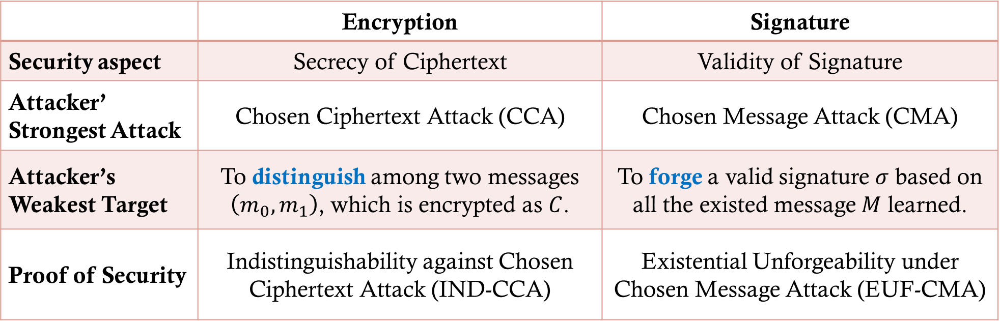 Encryption
Signature
Security aspect
Secrecy of Ciphertext
Validity of Signature
Attacker’
Strongest Attack
Chosen Ciphertext Attack (CCA)
Chosen Message Attack (CMA)
Attacker’s
Weakest Target
To distinguish among two messages
(m₀, m₁), which is encrypted as C.
To forge a valid signature σ based on
all the existed message M learned.
Proof of Security
Indistinguishability against Chosen
Ciphertext Attack (IND-CCA)
Existential Unforgeability under
Chosen Message Attack (EUF-CMA)